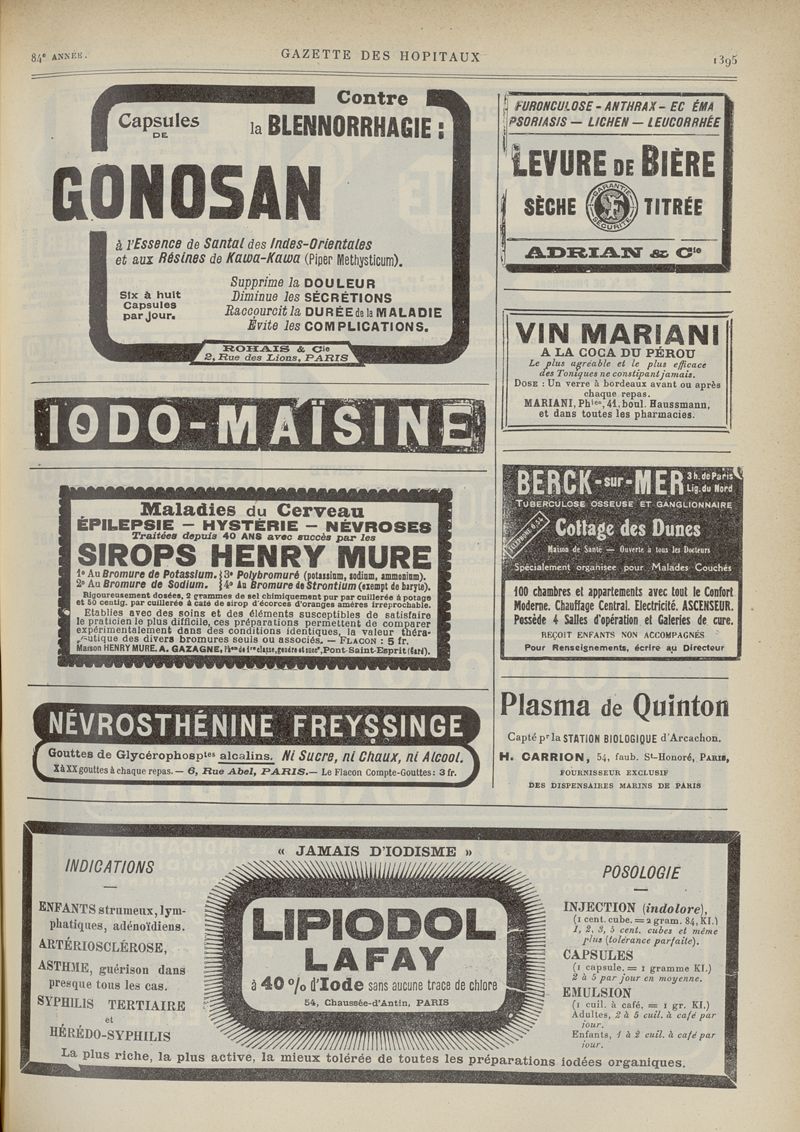 84e ANNÉE.
GAZETTE DES HOPITAUX
1395
Capsules
DE
Contre
la BLENNORRHAGIE :
GONOSAN
à l'Essence de Santal des Indes-Orientales
et aux Résines de Kawa-Kawa (Piper Methysticum).
Six à huit
Capsules
par Jour.
Supprime la DOULEUR
Diminue les SÉCRÉTIONS
Raccourcit la DURÉE de la MALADIE
Évite les COMPLICATIONS.
ROHAIS & Cie
2, Rue des Lions, PARIS
IODO-MAÏSINE
Maladies du Cerveau
ÉPILEPSIE — HYSTÉRIE — NÉVROSES
Traitées depuis 40 ANS avec succès par les
SIROPS HENRY MURE
1° Au Bromure de Potassium. } 3° Polybromuré (potassium, sodium, ammonium).
2° Au Bromure de Sodium. } 4° Au Bromure de Strontium (exempt de baryte).
Rigoureusement dosées, 2 grammes de sel chimiquement pur par cuillerée à potage
et 50 centig. par cuillerée à café de sirop d'écorces d'oranges amères irréprochable.
Etablies avec des soins et des éléments susceptibles de satisfaire
le praticien le plus difficile, ces préparations permettent de comparer
expérimentalement dans des conditions identiques, la valeur théra-
peutique des divers bromures seuls ou associés. — FLACON : 5 fr.
Maison HENRY MURE. A. GAZAGNE, Phien de 1re classe, gendre et succr, Pont-Saint-Esprit (Gard).
NÉVROSTHÉNINE FREYSSINGE
Gouttes de Glycérophosptes alcalins. Ni Sucre, ni Chaux, ni Alcool.
X à XX gouttes à chaque repas. — 6, Rue Abel, PARIS. — Le Flacon Compte-Gouttes: 3 fr.
FURONCULOSE - ANTHRAX - EC ÉMA
PSORIASIS — LICHEN — LEUCORRHÉE
LEVURE DE BIÈRE
SÈCHE
GARANTIE
SÉCURITÉ
TITRÉE
ADRIAN & Cie
VIN MARIANI
A LA COCA DU PÉROU
Le plus agréable et le plus efficace
des Toniques ne constipant jamais.
DOSE : Un verre à bordeaux avant ou après
chaque repas.
MARIANI, Phien, 41, boul. Haussmann,
et dans toutes les pharmacies.
BERCK-sur-MER
3 h. de Paris
Lig. du Nord
TUBERCULOSE OSSEUSE ET GANGLIONNAIRE
Cottage des Dunes
Maison de Santé — Ouverte à tous les Docteurs
Spécialement organisée pour Malades Couchés
100 chambres et appartements avec tout le Confort
Moderne. Chauffage Central. Electricité. ASCENSEUR.
Possède 4 Salles d'opération et Galeries de cure.
REÇOIT ENFANTS NON ACCOMPAGNÉS
Pour Renseignements, écrire au Directeur
Plasma de Quinton
Capté pr la STATION BIOLOGIQUE d'Arcachon.
H. CARRION, 54, faub. St-Honoré, PARIS,
FOURNISSEUR EXCLUSIF
DES DISPENSAIRES MARINS DE PARIS
« JAMAIS D'IODISME »
INDICATIONS
ENFANTS strumeux, lym-
phatiques, adénoïdiens.
ARTÉRIOSCLÉROSE,
ASTHME, guérison dans
presque tous les cas.
SYPHILIS TERTIAIRE
et
HÉRÉDO-SYPHILIS
LIPIODOL
LAFAY
à 40 % d'Iode sans aucune trace de chlore
54, Chaussée-d'Antin, PARIS
POSOLOGIE
INJECTION (indolore),
(1 cent. cube. = 2 gram. 84, KI.)
1, 2, 3, 5 cent. cubes et même
plus (tolérance parfaite).
CAPSULES
(1 capsule. = 1 gramme KI.)
2 à 5 par jour en moyenne.
EMULSION
(1 cuil. à café. = 1 gr. KI.)
Adultes, 2 à 5 cuil. à café par
jour.
Enfants, 1 à 2 cuil. à café par
jour.
La plus riche, la plus active, la mieux tolérée de toutes les préparations iodées organiques.